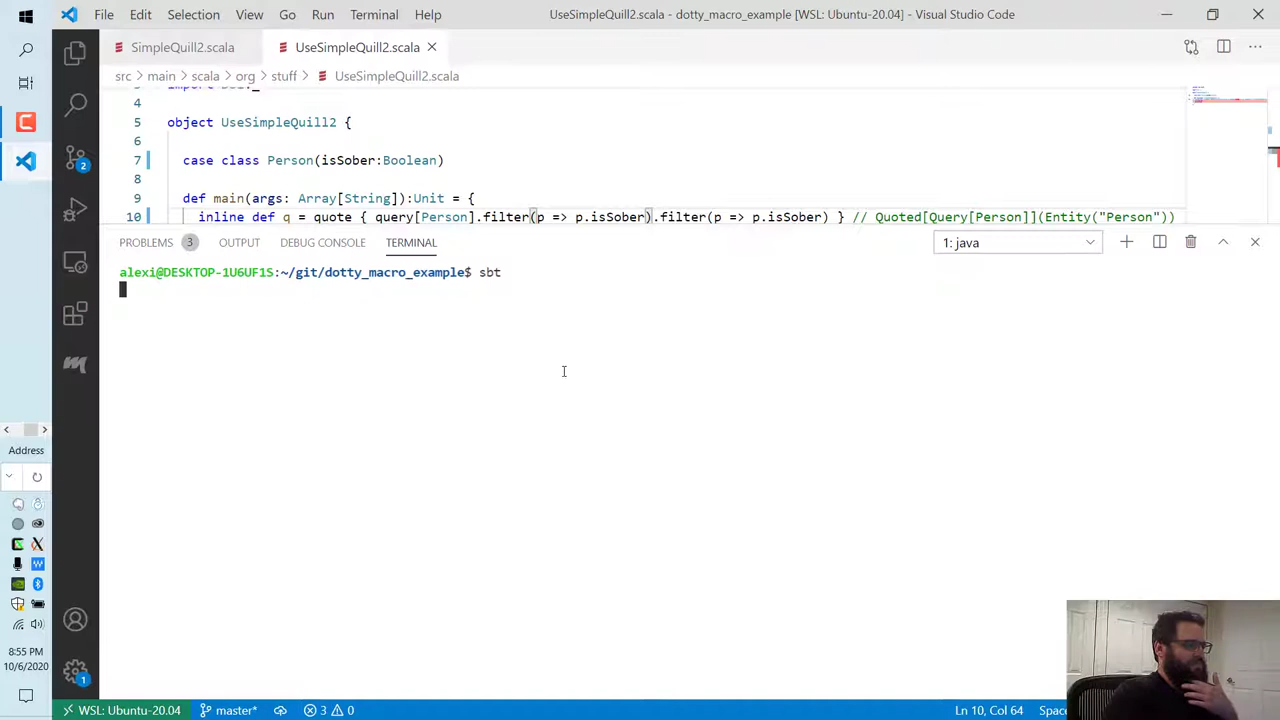 File Edit Selection View Go Run Terminal Help UseSimpleQuill2.scala - dotty_macro_example [WSL: Ubuntu-20.04] - Visual Studio Code
SimpleQuill2.scala UseSimpleQuill2.scala
src > main > scala > org > stuff > UseSimpleQuill2.scala
4
5 object UseSimpleQuill2 {
6
7 case class Person(isSober:Boolean)
8
9 def main(args: Array[String]):Unit = {
10 inline def q = quote { query[Person].filter(p => p.isSober).filter(p => p.isSober) } // Quoted[Query[Person]](Entity("Person"))
PROBLEMS 3 OUTPUT DEBUG CONSOLE TERMINAL 1: java
alexi@DESKTOP-1U6UF1S:~/git/dotty_macro_example$ sbt
2
Address
8:55 PM
10/6/2020
1
WSL: Ubuntu-20.04 master* 3 0 Ln 10, Col 64 Spac